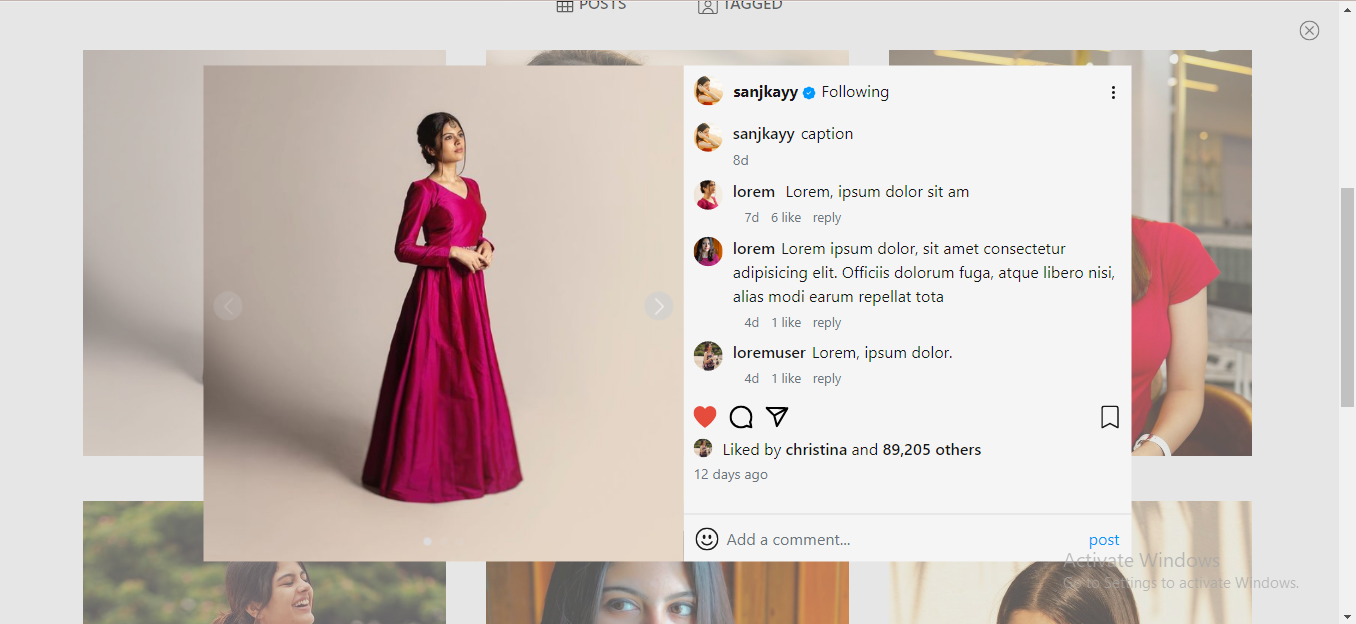 POSTS
TAGGED
sanjkayy Following
sanjkayy caption
8d
lorem Lorem, ipsum dolor sit am
7d 6 like reply
lorem Lorem ipsum dolor, sit amet consectetur
adipisicing elit. Officiis dolorum fuga, atque libero nisi,
alias modi earum repellat tota
4d 1 like reply
loremuser Lorem, ipsum dolor.
4d 1 like reply
Liked by christina and 89,205 others
12 days ago
Add a comment...
post
Activate Windows
Go to Settings to activate Windows.